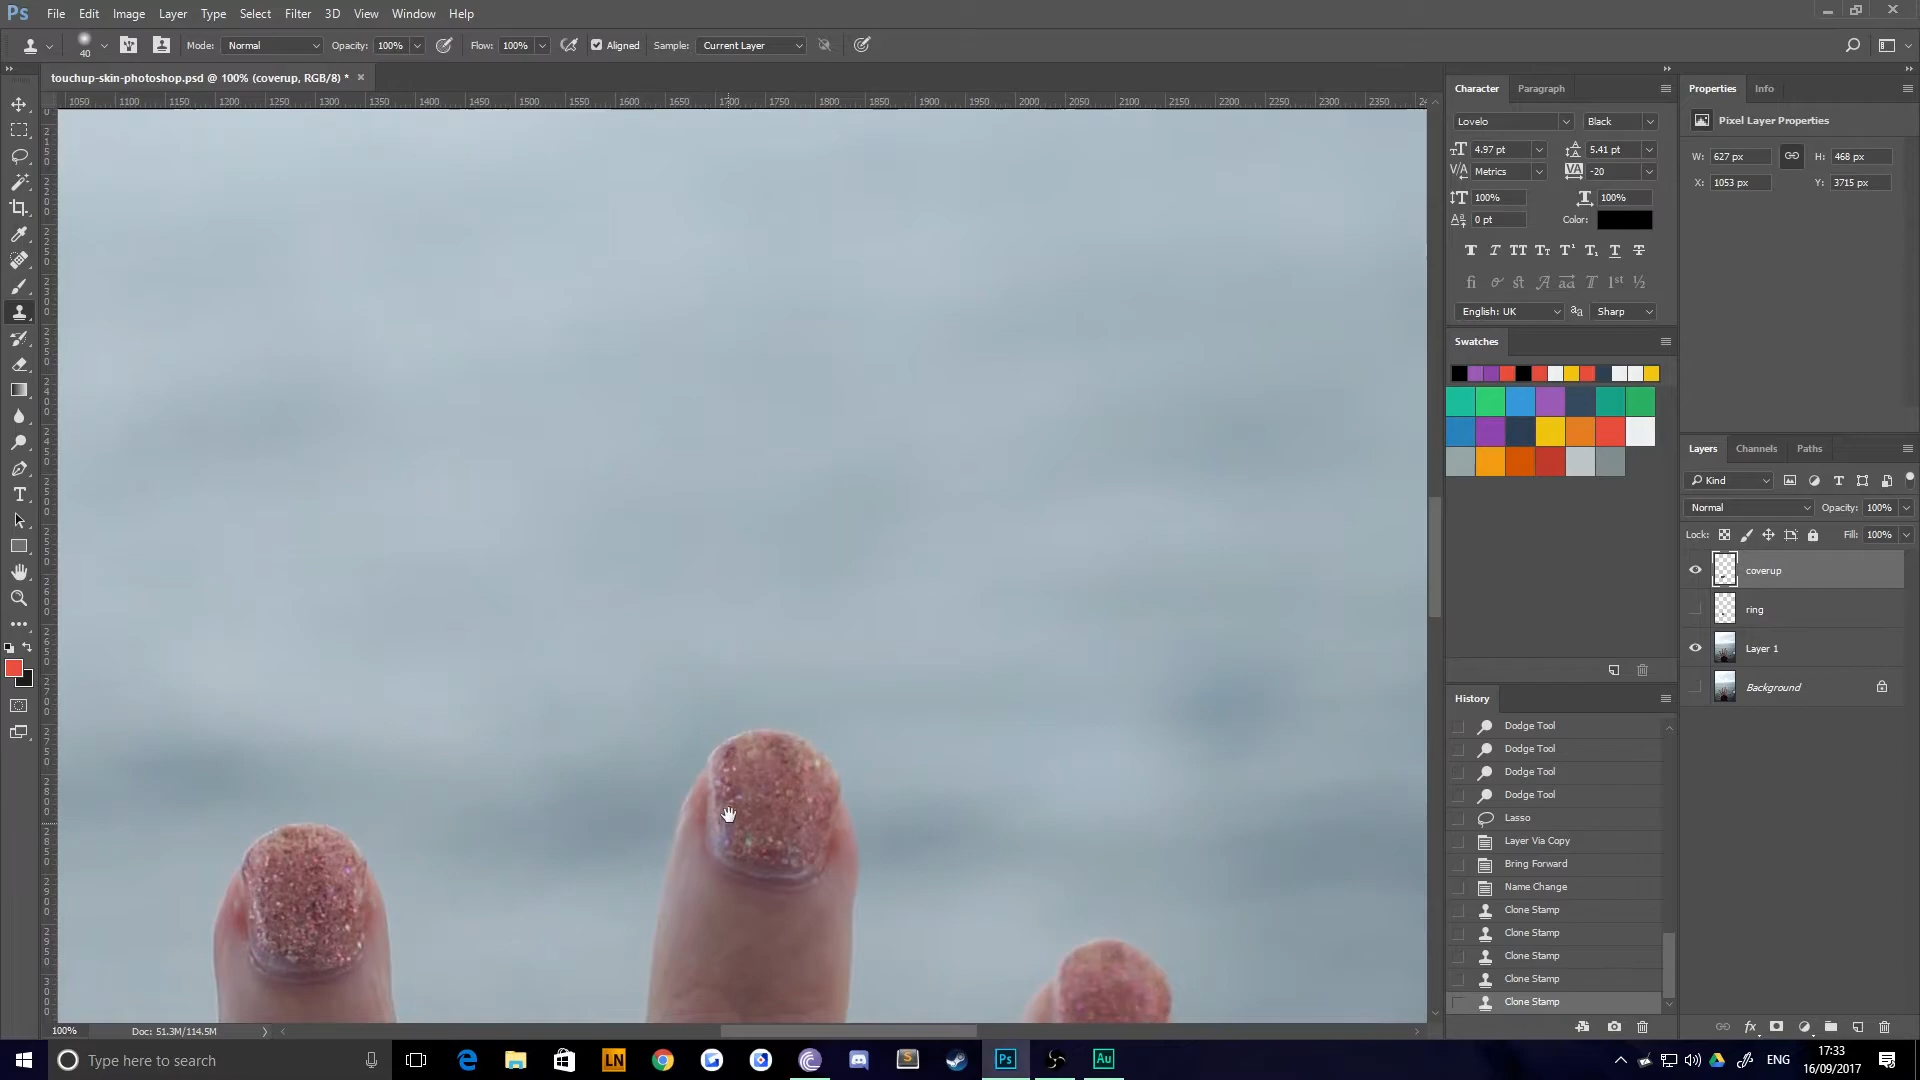 Ps File Edit Image Layer Type Select Filter 3D View Window Help
40 Mode: Normal Opacity: 100% Flow: 100% Aligned Sample: Current Layer
touchup-skin-photoshop.psd @ 100% (coverup, RGB/8) *
1050 1100 1150 1200 1250 1300 1350 1400 1450 1500 1550 1600 1650 1700 1750 1800 1850 1900 1950 2000 2050 2100 2150 2200 2250 2300 2350
Character Paragraph
Lovelo Black
4.97 pt 5.41 pt
Metrics -20
100% 100%
0 pt Color:
English: UK Sharp
Swatches
Properties Info
Pixel Layer Properties
W: 627 px H: 468 px
X: 1053 px Y: 3715 px
Layers Channels Paths
Kind
Normal Opacity: 100%
Lock: Fill: 100%
coverup
ring
Layer 1
Background
History
Dodge Tool
Dodge Tool
Dodge Tool
Dodge Tool
Lasso
Layer Via Copy
Bring Forward
Name Change
Clone Stamp
Clone Stamp
Clone Stamp
Clone Stamp
Clone Stamp
100% Doc: 51.3M/114.5M
Type here to search
LN
Ps
Au
ENG
17:33
16/09/2017